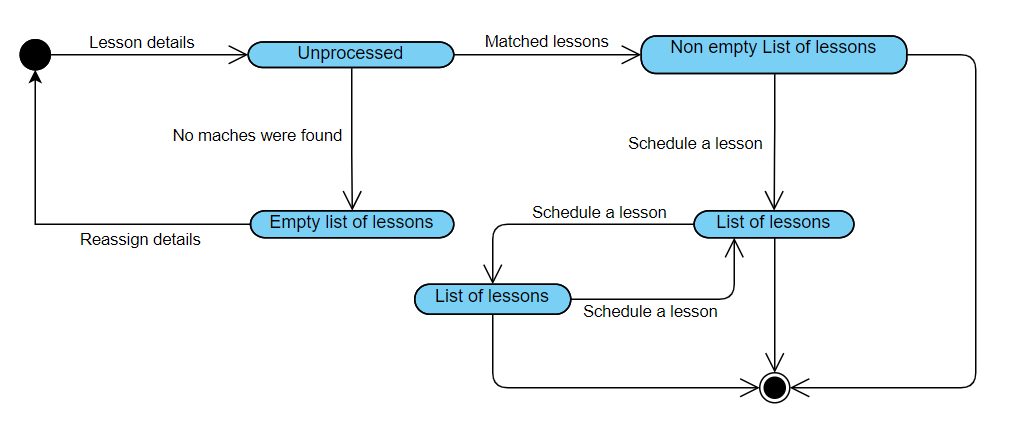 Lesson details
Unprocessed
Matched lessons
Non empty List of lessons
No maches were found
Schedule a lesson
Empty list of lessons
Schedule a lesson
List of lessons
Reassign details
List of lessons
Schedule a lesson